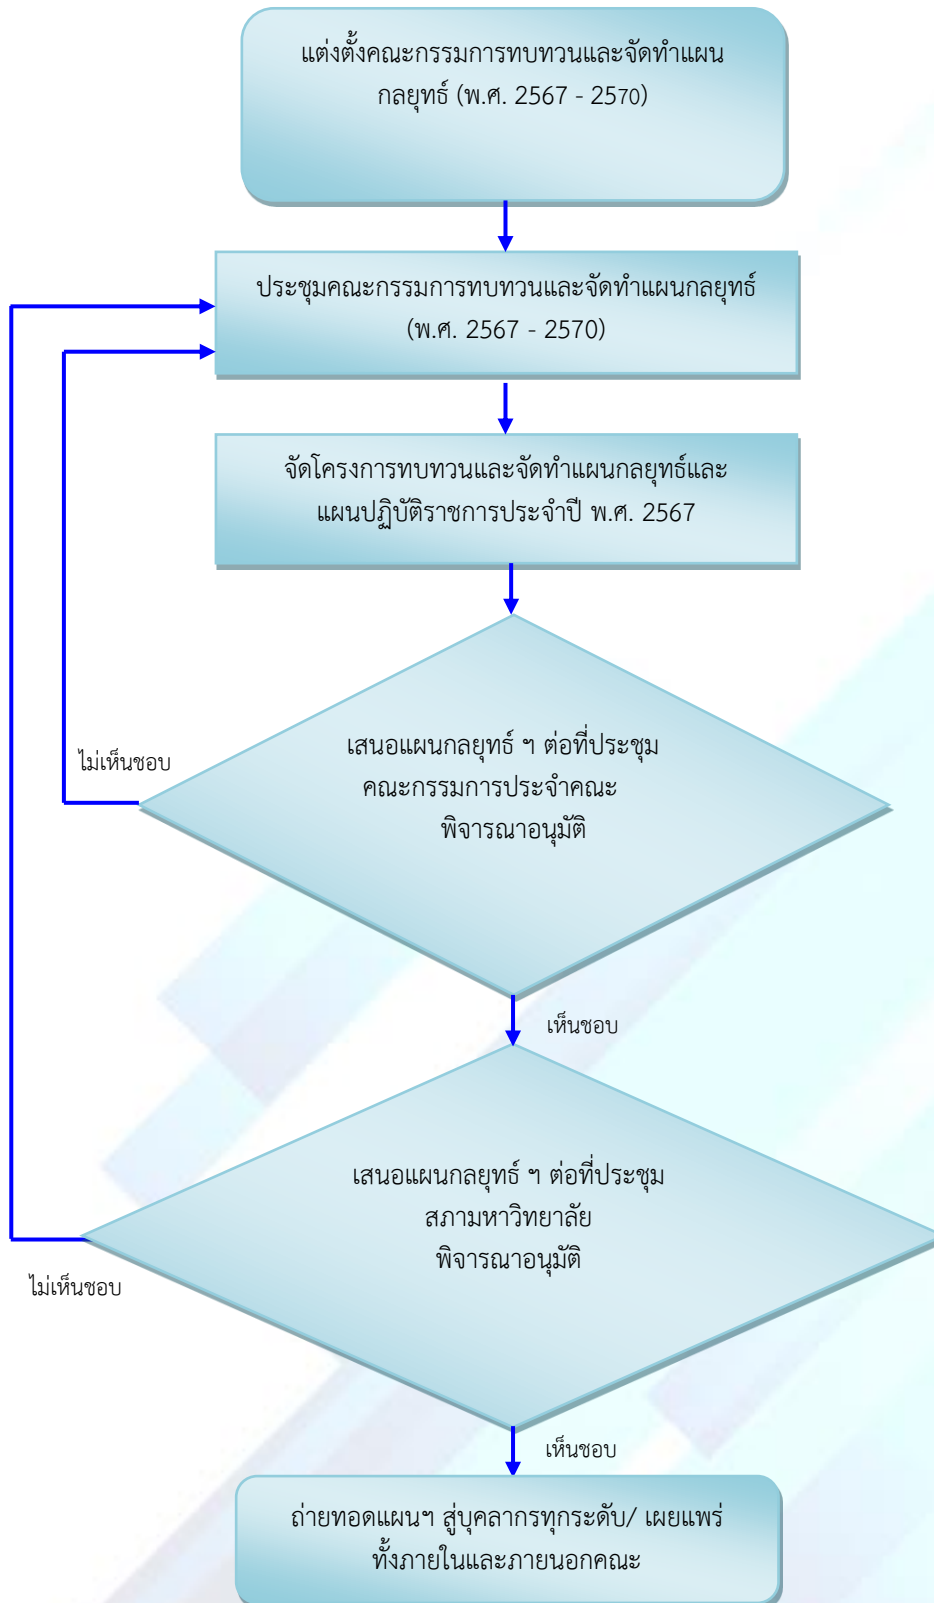 แต่งตั้งคณะกรรมการทบทวนและจัดทำแผน
กลยุทธ์ (พ.ศ. 2567 - 2570)
ประชุมคณะกรรมการทบทวนและจัดทำแผนกลยุทธ์
(พ.ศ. 2567 - 2570)
จัดโครงการทบทวนและจัดทำแผนกลยุทธ์และ
แผนปฏิบัติราชการประจำปี พ.ศ. 2567
เสนอแผนกลยุทธ์ ฯ ต่อที่ประชุม
คณะกรรมการประจำคณะ
พิจารณาอนุมัติ
ไม่เห็นชอบ
เห็นชอบ
เสนอแผนกลยุทธ์ ฯ ต่อที่ประชุม
สภามหาวิทยาลัย
พิจารณาอนุมัติ
ไม่เห็นชอบ
เห็นชอบ
ถ่ายทอดแผนฯ สู่บุคลากรทุกระดับ/ เผยแพร่
ทั้งภายในและภายนอกคณะ